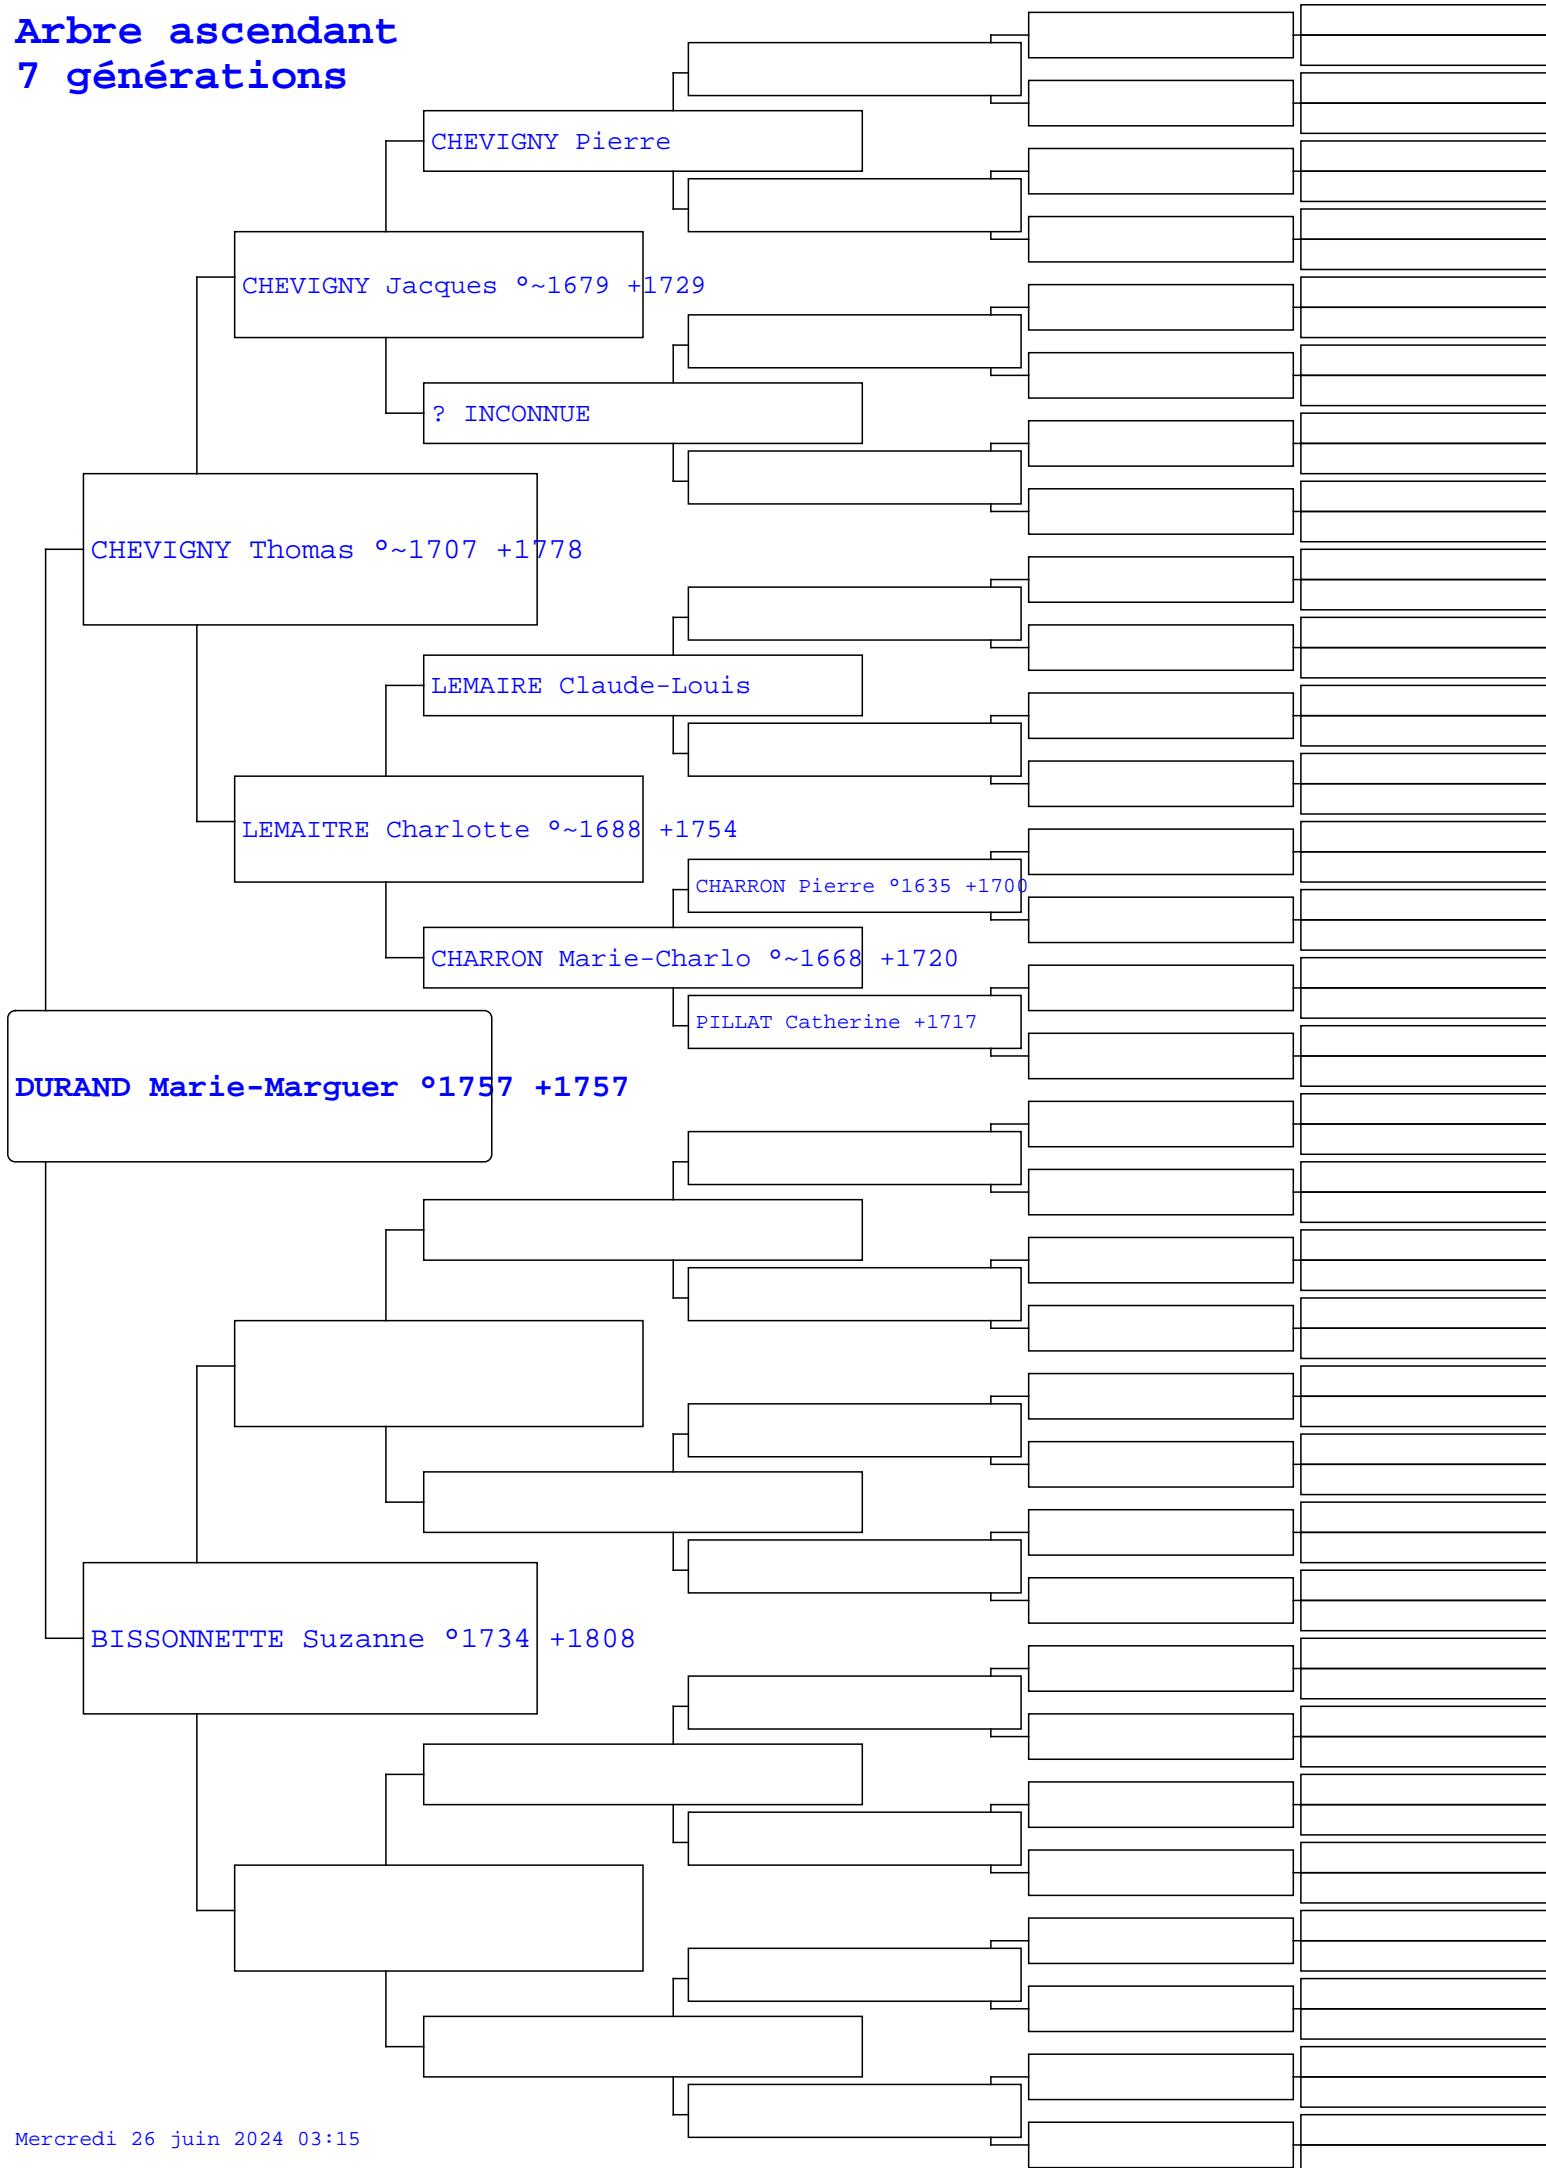 Arbre ascendant
7 générations
CHEVIGNY Pierre
CHEVIGNY Jacques °~1679 +1729
? INCONNUE
CHEVIGNY Thomas °~1707 +1778
LEMAIRE Claude-Louis
LEMAITRE Charlotte °~1688 +1754
CHARRON Pierre °1635 +1700
CHARRON Marie-Charlo °~1668 +1720
PILLAT Catherine +1717
DURAND Marie-Marguer °1757 +1757
BISSONNETTE Suzanne °1734 +1808
Mercredi 26 juin 2024 03:15